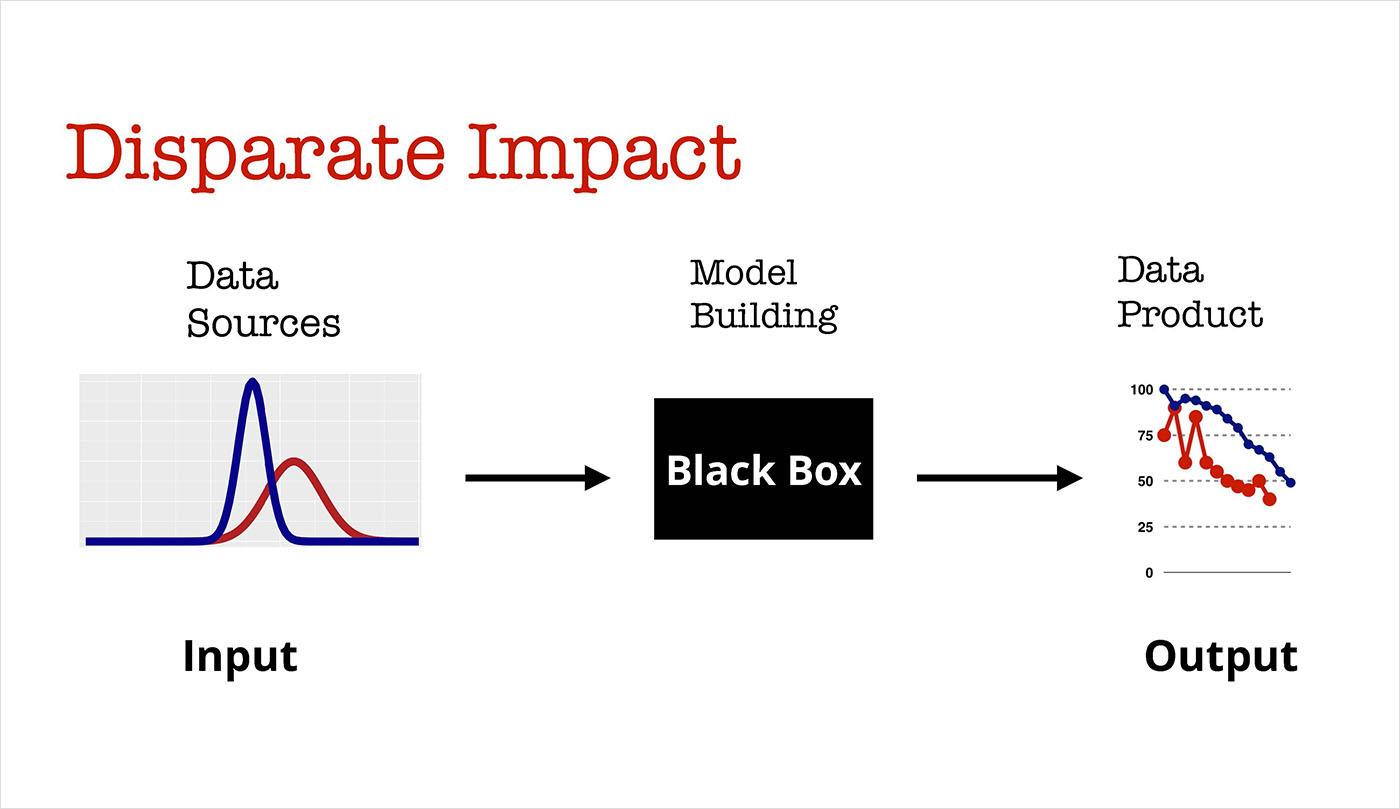 Disparate Impact
Data
Sources
Model
Building
Data
Product
Black Box
100
75
50
25
0
Input
Output